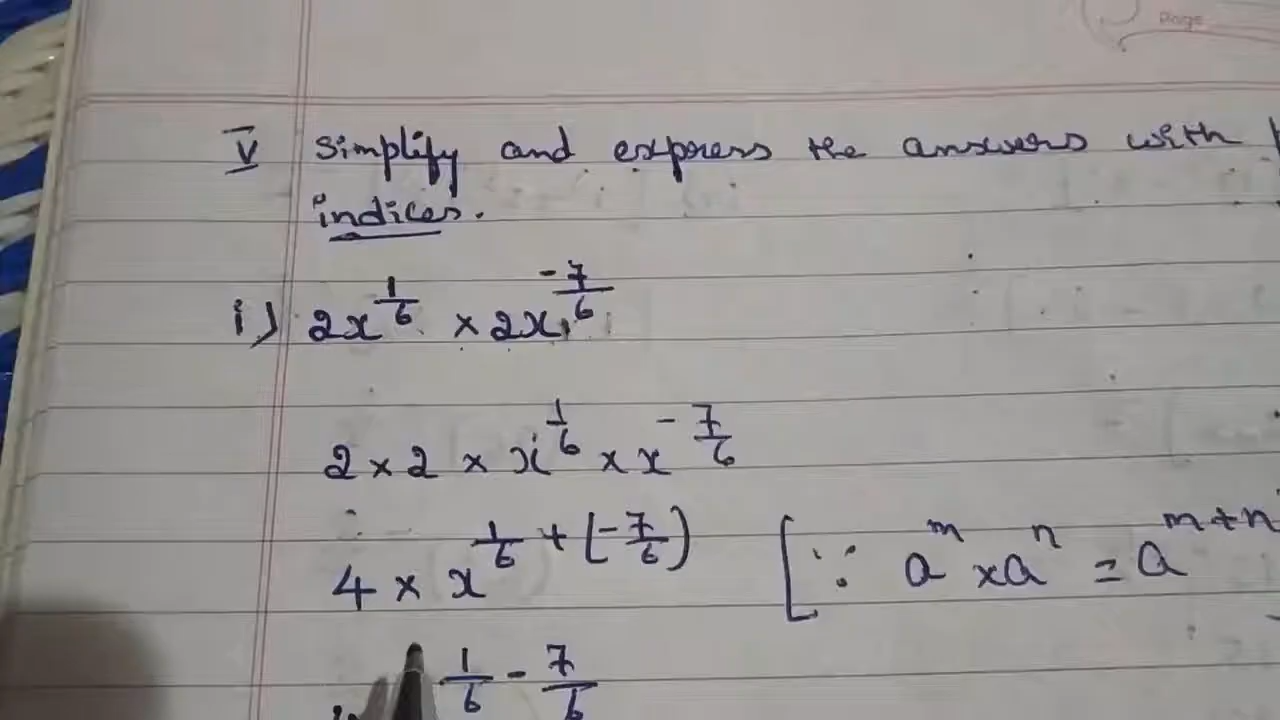 Page
V Simplify and express the answers with
indices.
i) 2x^(1/6) × 2x^(-7/6)
2 × 2 × x^(1/6) × x^(-7/6)
4 × x^(1/6 + (-7/6)) [∵ a^m × a^n = a^(m+n)
1/6 - 7/6